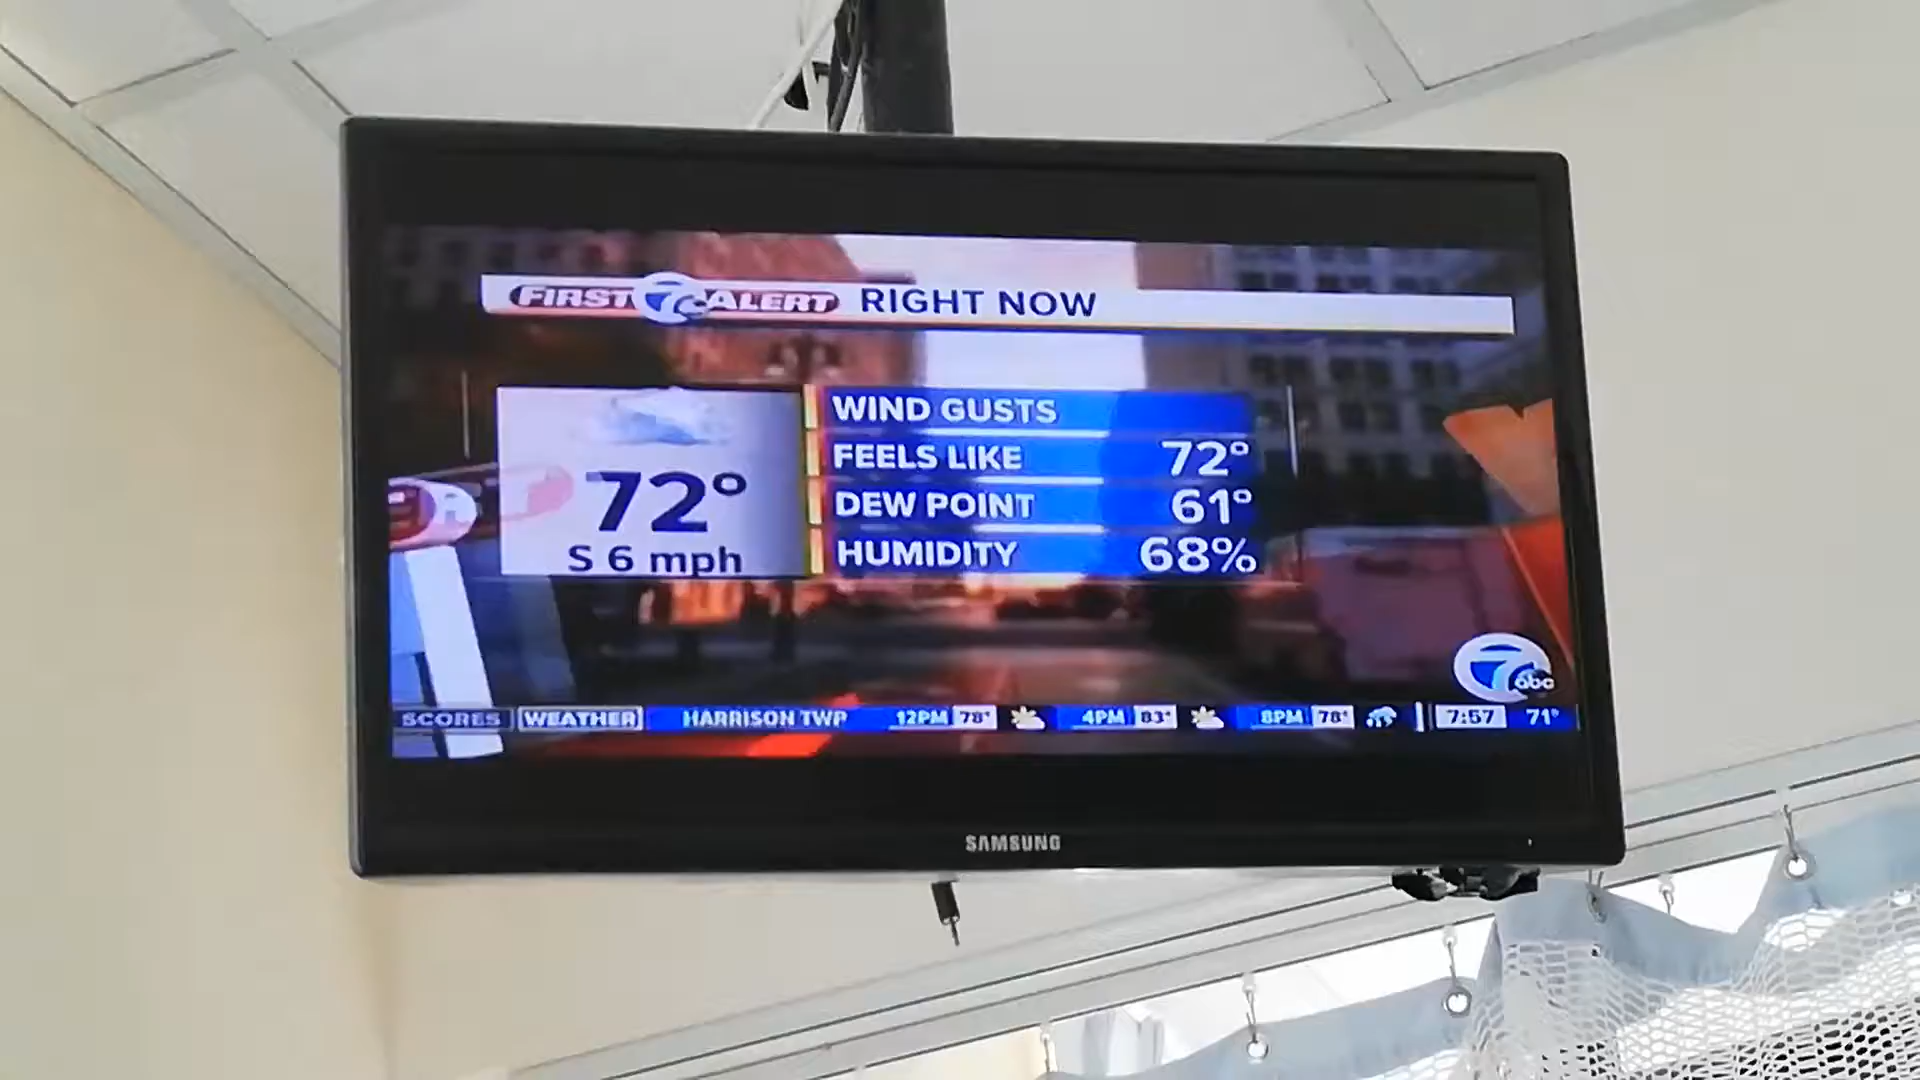 FIRST 7 ALERT RIGHT NOW
72°
S 6 mph
WIND GUSTS
FEELS LIKE 72°
DEW POINT 61°
HUMIDITY 68%
7 abc
SCORES WEATHER HARRISON TWP 12PM 78° 4PM 83° 8PM 78° 7:57 71°
SAMSUNG